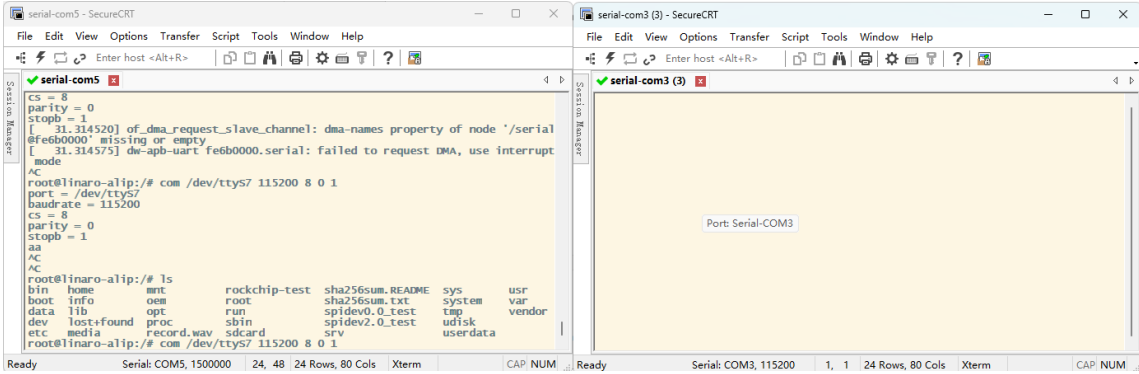 serial-com5 - SecureCRT
File Edit View Options Transfer Script Tools Window Help
Enter host <Alt+R>
Session Manager
serial-com5
cs = 8
parity = 0
stopb = 1
[   31.314520] of_dma_request_slave_channel: dma-names property of node '/serial
@fe6b0000' missing or empty
[   31.314575] dw-apb-uart fe6b0000.serial: failed to request DMA, use interrupt
 mode
^C
root@linaro-alip:/# com /dev/ttyS7 115200 8 0 1
port = /dev/ttyS7
baudrate = 115200
cs = 8
parity = 0
stopb = 1
aa
^C
^C
root@linaro-alip:/# ls
bin   home        mnt         rockchip-test  sha256sum.README  sys       usr
boot  info        oem         root           sha256sum.txt     system    var
data  lib         opt         run            spidev0.0_test    tmp       vendor
dev   lost+found  proc        sbin           spidev2.0_test    udisk
etc   media       record.wav  sdcard         srv               userdata
root@linaro-alip:/# com /dev/ttyS7 115200 8 0 1
Ready Serial: COM5, 1500000 24, 48 24 Rows, 80 Cols Xterm CAP NUM
serial-com3 (3) - SecureCRT
File Edit View Options Transfer Script Tools Window Help
Enter host <Alt+R>
Session Manager
serial-com3 (3)
Port: Serial-COM3
Ready Serial: COM3, 115200 1, 1 24 Rows, 80 Cols Xterm CAP NUM